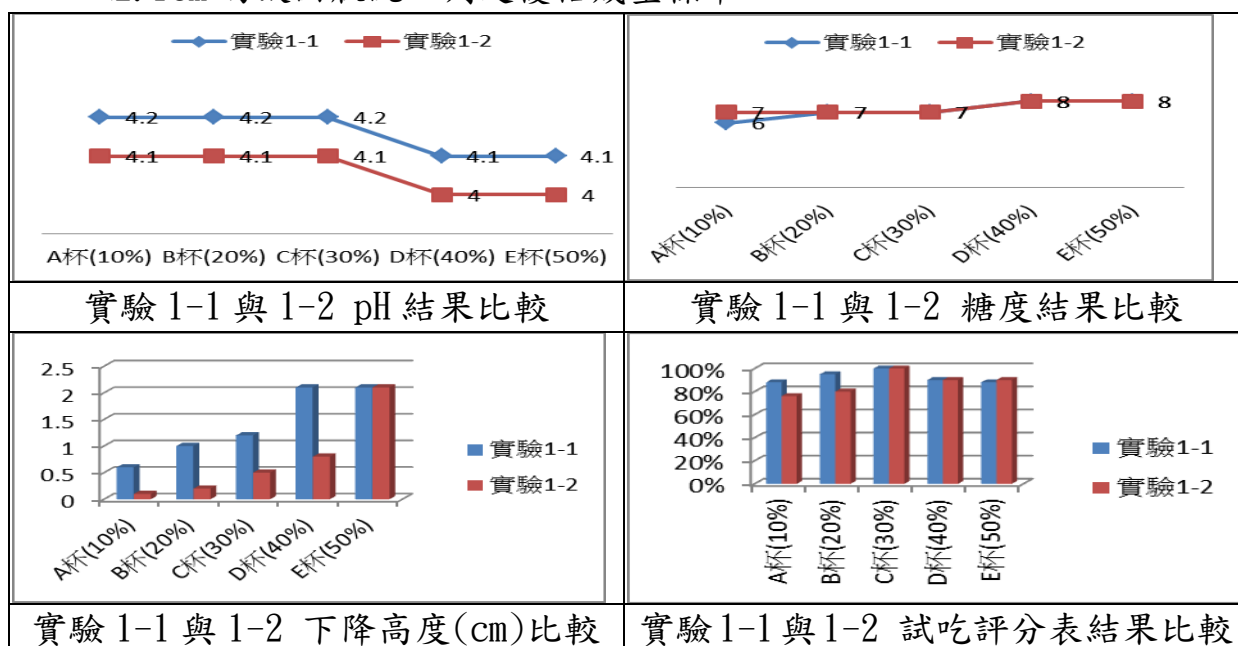 實驗1-1 實驗1-2
4.2 4.2 4.2 4.1 4.1
4.1 4.1 4.1 4 4
A杯(10%) B杯(20%) C杯(30%) D杯(40%) E杯(50%)
實驗1-1 實驗1-2
7 7 7 8 8
6
A杯(10%) B杯(20%) C杯(30%) D杯(40%) E杯(50%)
實驗 1-1 與 1-2 pH 結果比較
實驗 1-1 與 1-2 糖度結果比較
2.5
2
1.5
1
0.5
0
A杯(10%) B杯(20%) C杯(30%) D杯(40%) E杯(50%)
實驗1-1
實驗1-2
100%
80%
60%
40%
20%
0%
A杯(10%) B杯(20%) C杯(30%) D杯(40%) E杯(50%)
實驗1-1
實驗1-2
實驗 1-1 與 1-2 下降高度(cm)比較
實驗 1-1 與 1-2 試吃評分表結果比較